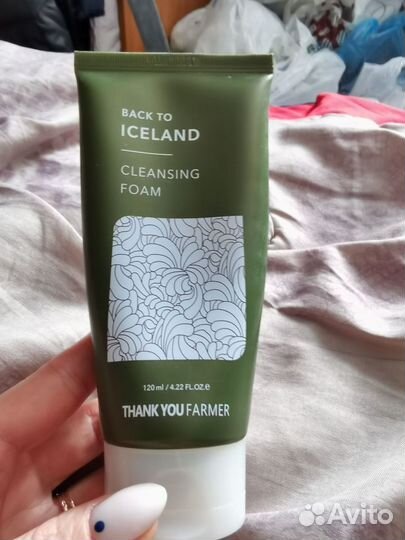 BACK TO
ICELAND
CLEANSING
FOAM
120 ml / 4.22 FL.OZ.e
THANK YOU FARMER
Avito